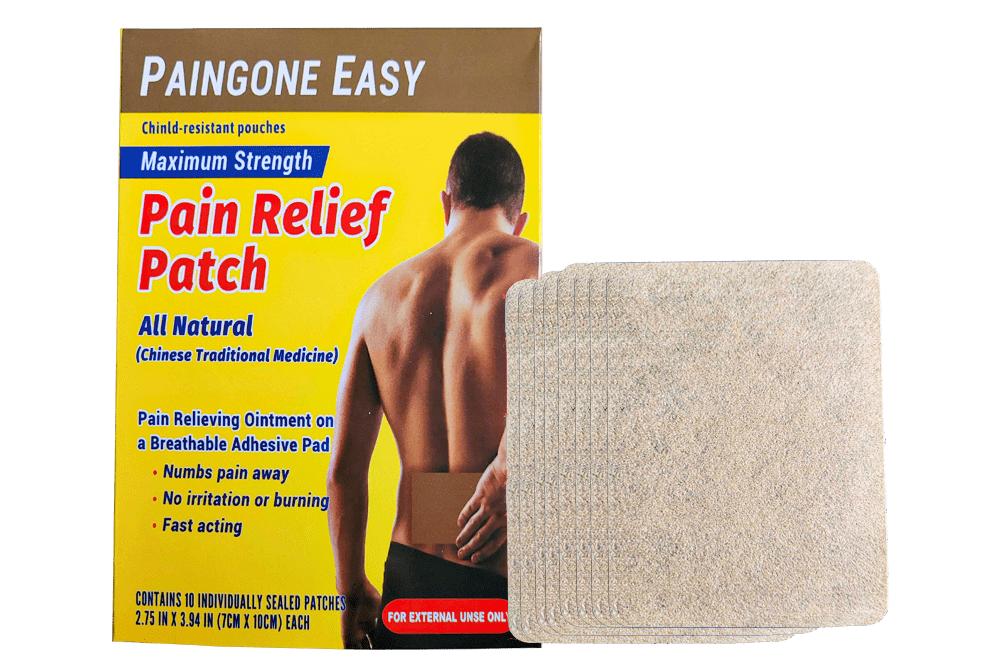 PAINGONE EASY
Chinld-resistant pouches
Maximum Strength
Pain Relief
Patch
All Natural
(Chinese Traditional Medicine)
Pain Relieving Ointment on
a Breathable Adhesive Pad
• Numbs pain away
• No irritation or burning
• Fast acting
CONTAINS 10 INDIVIDUALLY SEALED PATCHES
2.75 IN X 3.94 IN (7CM X 10CM) EACH
FOR EXTERNAL UNSE ONLY